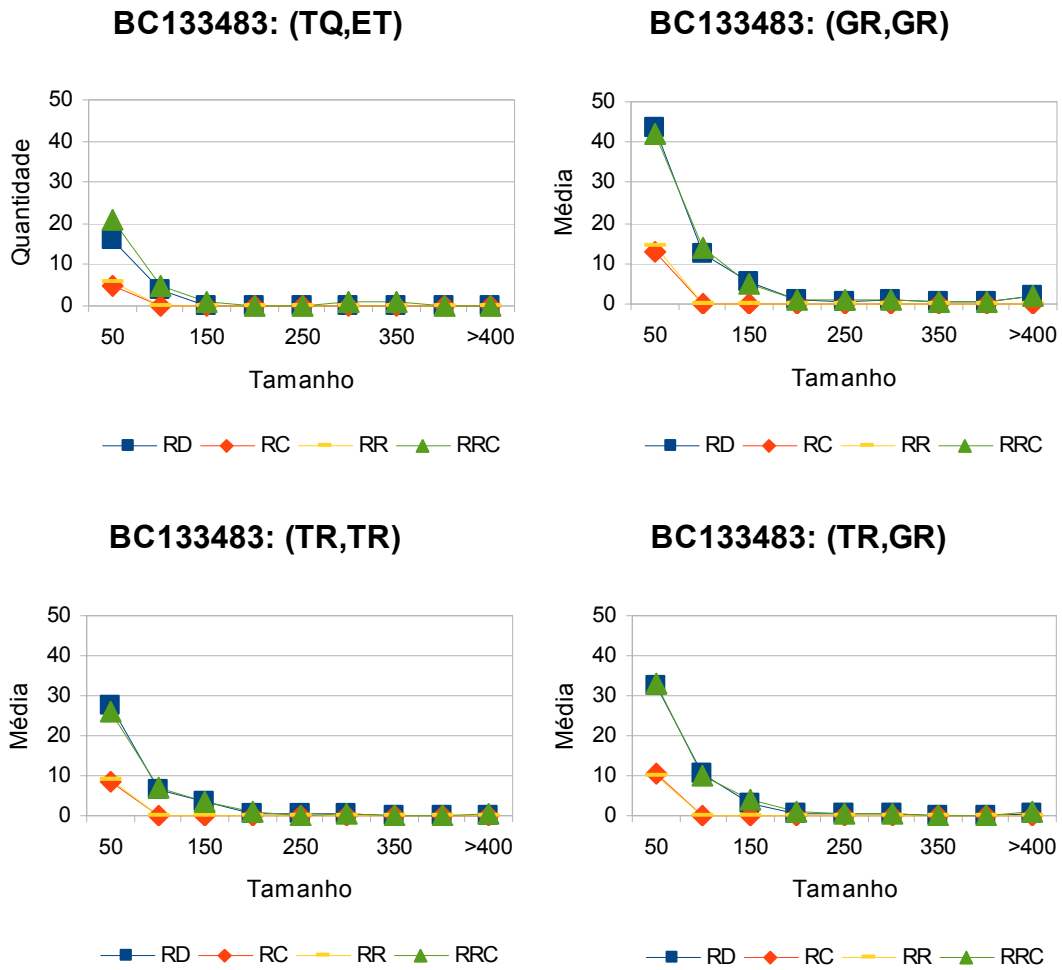 BC133483: (TQ,ET)
Quantidade
50
40
30
20
10
0
50 150 250 350 >400
Tamanho
RD RC RR RRC
BC133483: (GR,GR)
Média
50
40
30
20
10
0
50 150 250 350 >400
Tamanho
RD RC RR RRC
BC133483: (TR,TR)
Média
50
40
30
20
10
0
50 150 250 350 >400
Tamanho
RD RC RR RRC
BC133483: (TR,GR)
Média
50
40
30
20
10
0
50 150 250 350 >400
Tamanho
RD RC RR RRC